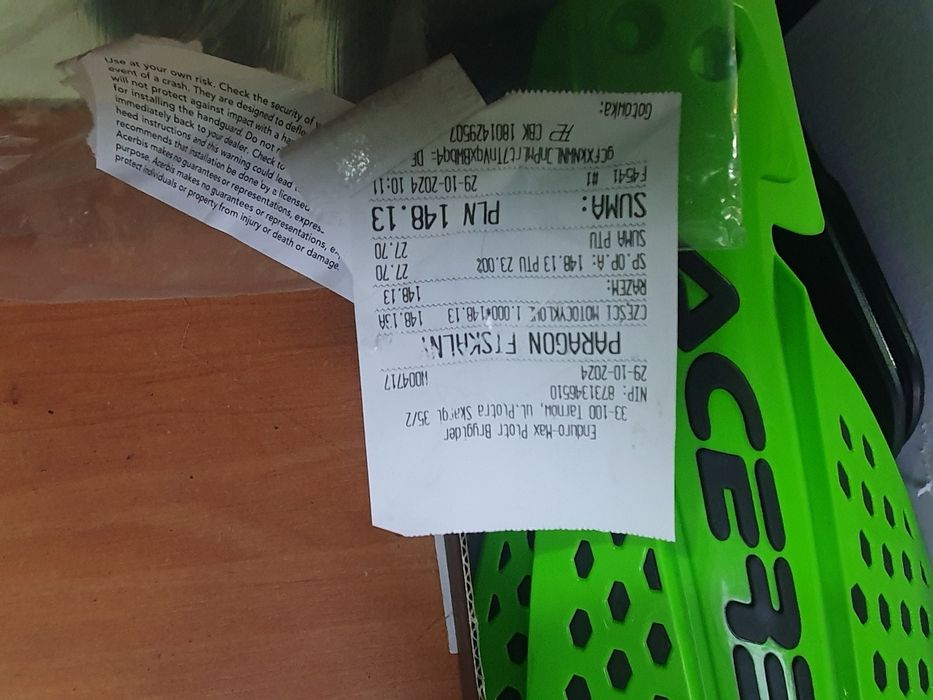 Use at your own risk. Check the security of
event of a crash. They are designed to defle
will not protect against impact with a ha
for installing the handguard. Do not
immediately back to your dealer. Check to
heed instructions and this warning could lead
recommends that installation be done by a licensed
Acerbis makes no guarantees or representations, expres
purpose. Acerbis makes no guarantees or representations, e
protect individuals or property from injury or death or damage.
Enduro-Max Piotr Brygider
33-100 Tarnów, ul.Piotra Skargi 35/2
NIP: 8731346510
29-10-2024 W004717
PARAGON FISKALNY
CZĘŚCI MOTOCYKLOW 1.000*148.13 148.13A
RAZEM: 148.13
SP.OP.A: 148.13 PTU 23.00% 27.70
SUMA PTU 27.70
SUMA: PLN 148.13
F4541 #1 29-10-2024 10:11
CBK 1801429507
Gotówka:
ACERB